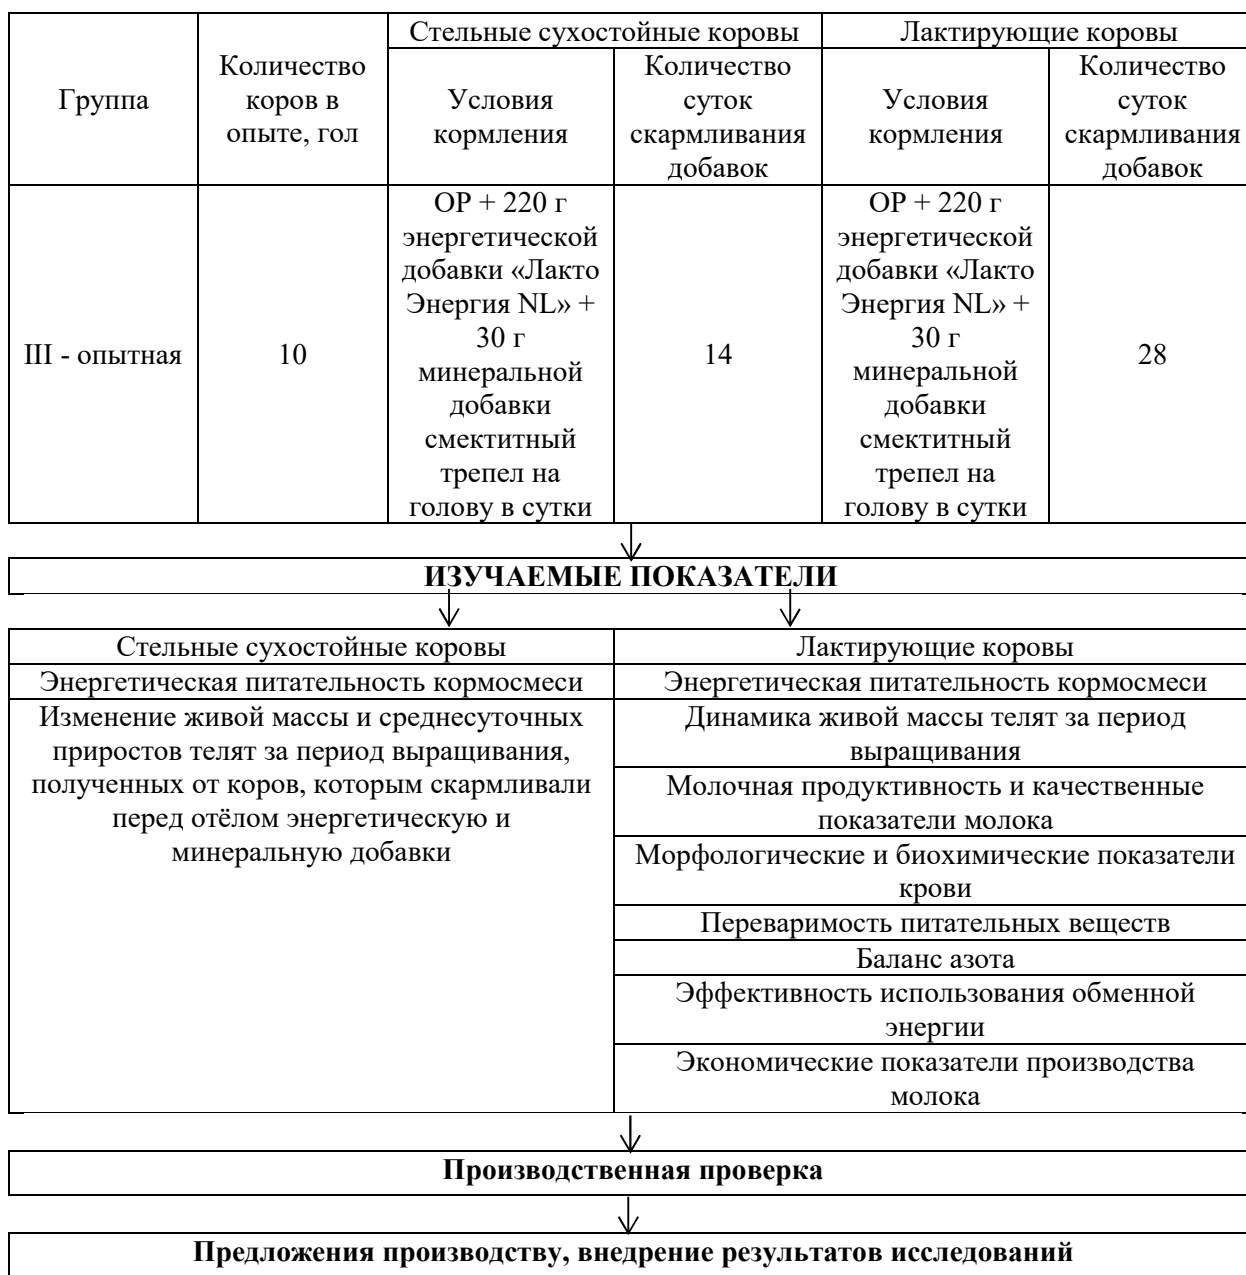 Группа
Количество
коров в
опыте, гол
Стельные сухостойные коровы
Лактирующие коровы
Условия
кормления
Количество
суток
скармливания
добавок
Условия
кормления
Количество
суток
скармливания
добавок
III - опытная
10
ОР + 220 г
энергетической
добавки «Лакто
Энергия NL» +
30 г
минеральной
добавки
смектитный
трепел на
голову в сутки
14
ОР + 220 г
энергетической
добавки «Лакто
Энергия NL» +
30 г
минеральной
добавки
смектитный
трепел на
голову в сутки
28
ИЗУЧАЕМЫЕ ПОКАЗАТЕЛИ
Стельные сухостойные коровы
Энергетическая питательность кормосмеси
Изменение живой массы и среднесуточных
приростов телят за период выращивания,
полученных от коров, которым скармливали
перед отёлом энергетическую и
минеральную добавки
Лактирующие коровы
Энергетическая питательность кормосмеси
Динамика живой массы телят за период
выращивания
Молочная продуктивность и качественные
показатели молока
Морфологические и биохимические показатели
крови
Переваримость питательных веществ
Баланс азота
Эффективность использования обменной
энергии
Экономические показатели производства
молока
Производственная проверка
Предложения производству, внедрение результатов исследований